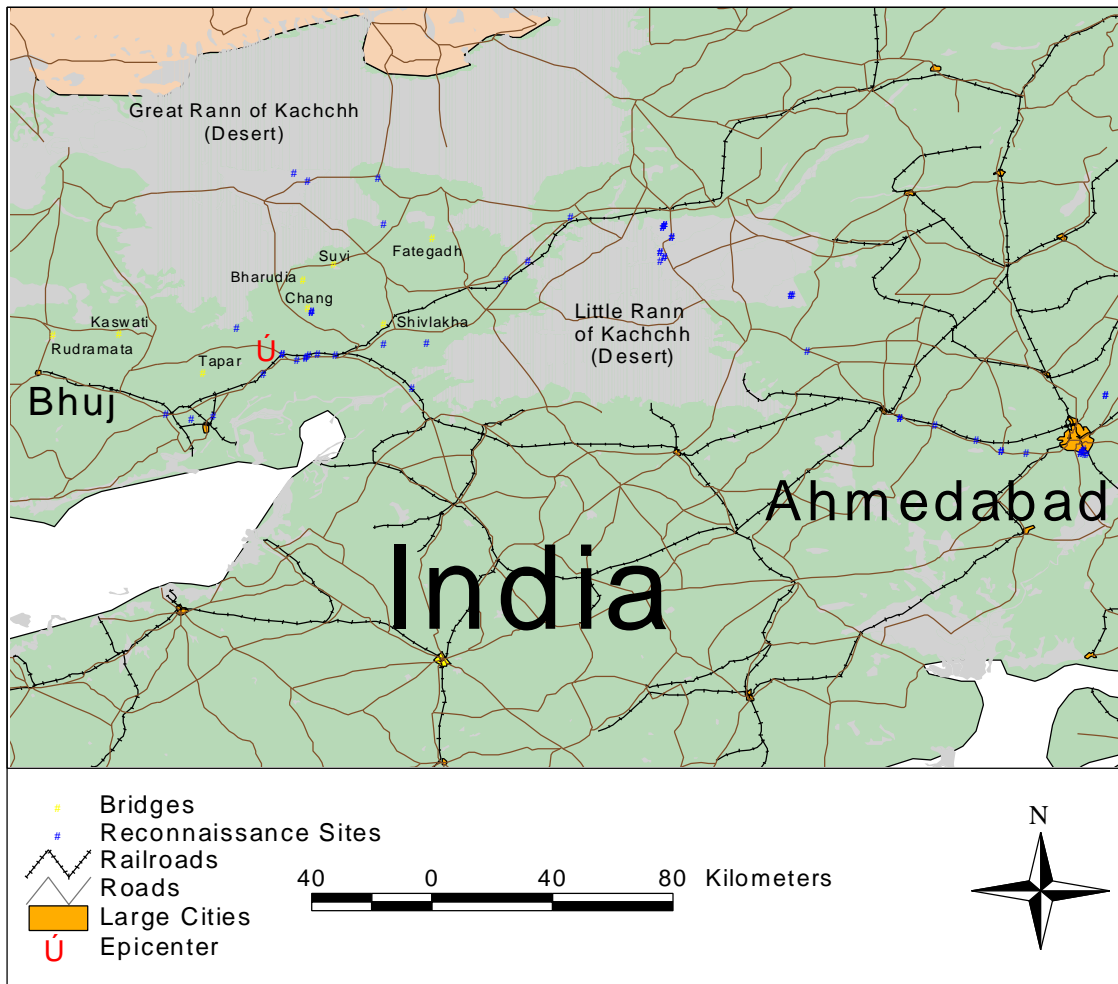 Great Rann of Kachchh
(Desert)
#
#
#
#
#
Fategadh
Suvi
Bharudia
Chang
Little Rann
of Kachchh
(Desert)
Kaswati
Shivlakha
Rudramata
Tapar
Ú
Bhuj
Ahmedabad
India
# Bridges
# Reconnaissance Sites
Railroads
Roads
Large Cities
Ú Epicenter
40 0 40 80 Kilometers
N